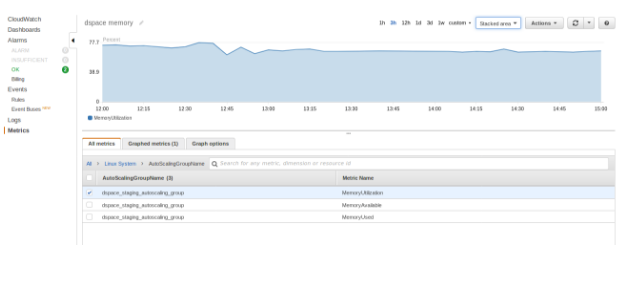 CloudWatch
Dashboards
Alarms
ALARM 0
INSUFFICIENT 0
OK 2
Billing
Events
Rules
Event Buses New
Logs
Metrics
dspace memory
1h 3h 12h 1d 3d 1w custom Stacked area Actions
Percent
77.7
38.9
0
12:00 12:15 12:30 12:45 13:00 13:15 13:30 13:45 14:00 14:15 14:30 14:45 15:00
MemoryUtilization
All metrics Graphed metrics (1) Graph options
All > Linux System > AutoScalingGroupName Search for any metric, dimension or resource id
AutoScalingGroupName (3) Metric Name
dspace_staging_autoscaling_group MemoryUtilization
dspace_staging_autoscaling_group MemoryAvailable
dspace_staging_autoscaling_group MemoryUsed